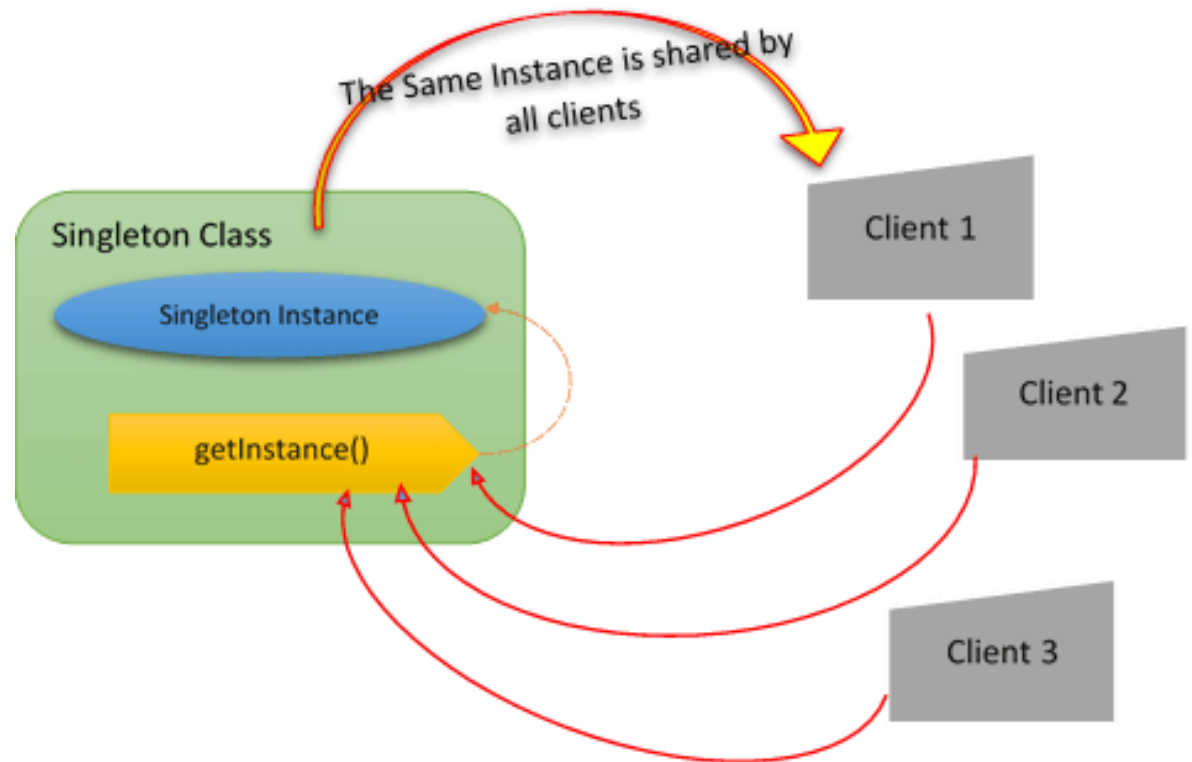 The Same Instance is shared by
all clients
Singleton Class
Singleton Instance
getInstance()
Client 1
Client 2
Client 3